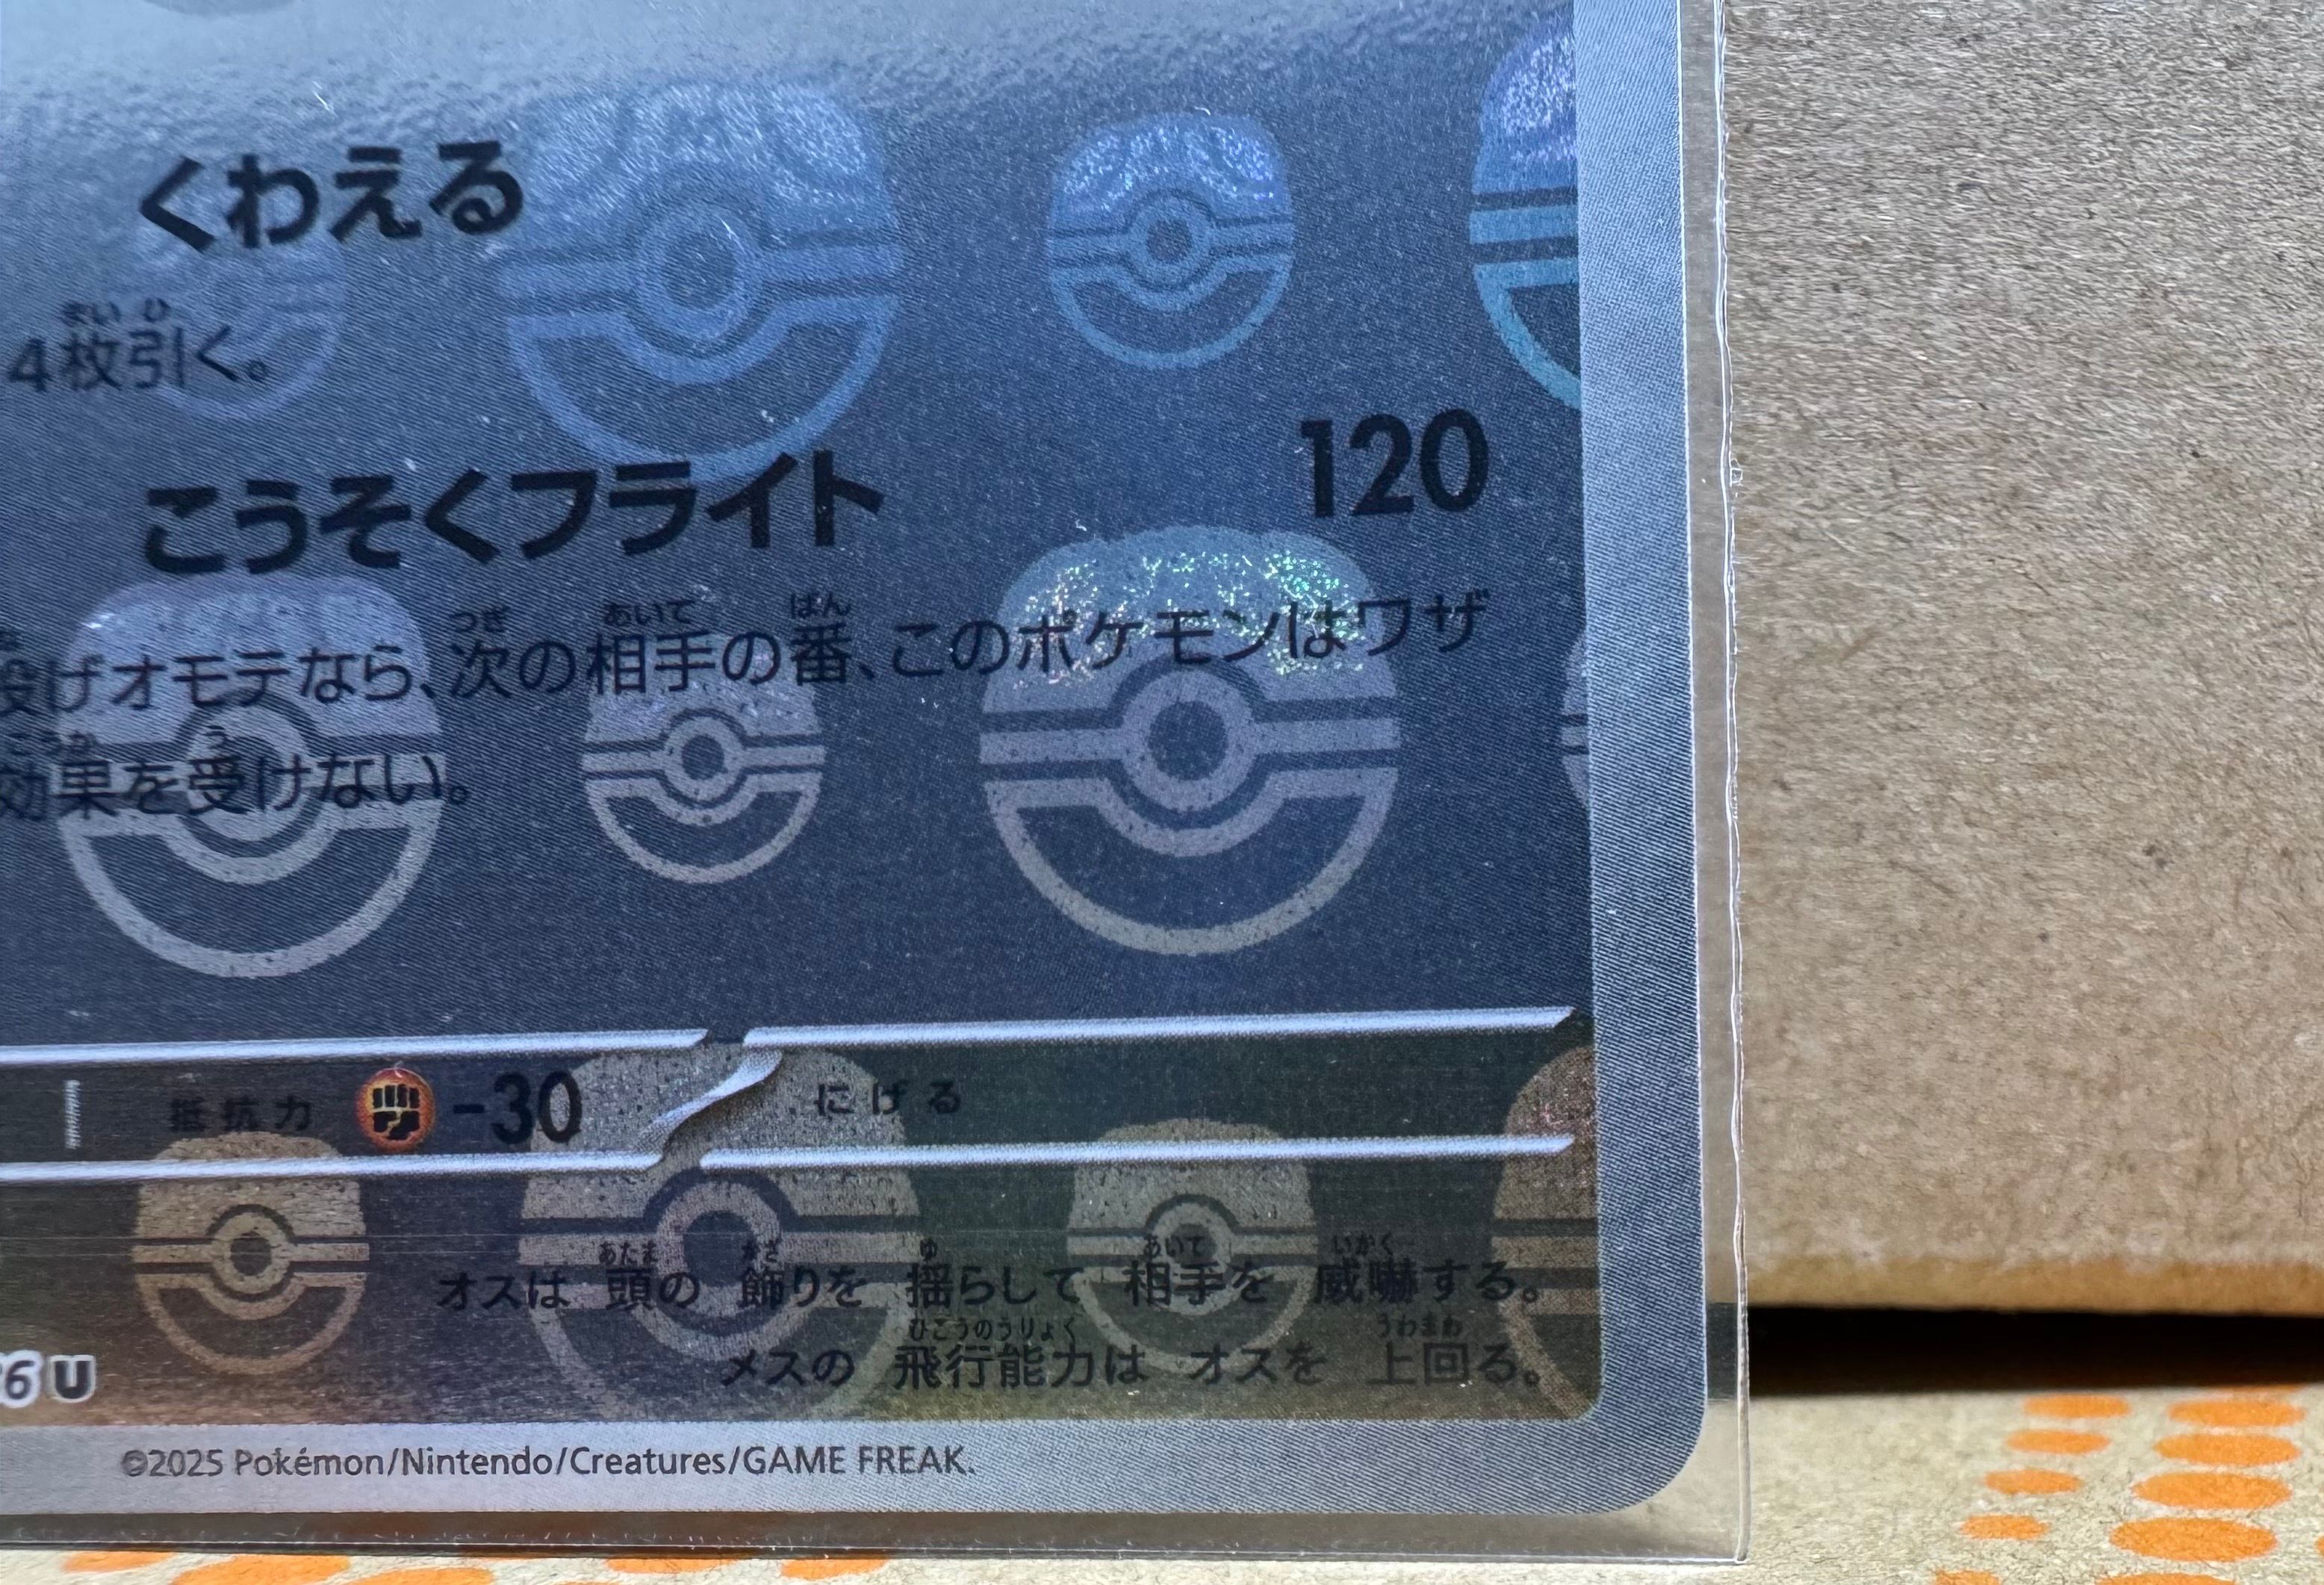 くわえる
まい ひ
4枚引く。
こうそくフライト 120
な つぎ あいて ばん
投げオモテなら、次の相手の番、このポケモンはワザ
こうか う
効果を受けない。
抵抗力 -30 にげる
あたま かざ ゆ あいて いかく
オスは 頭の 飾りを 揺らして 相手を 威嚇する。
ひこうのうりょく うわまわ
メスの 飛行能力は オスを 上回る。
6 U
©2025 Pokémon/Nintendo/Creatures/GAME FREAK.